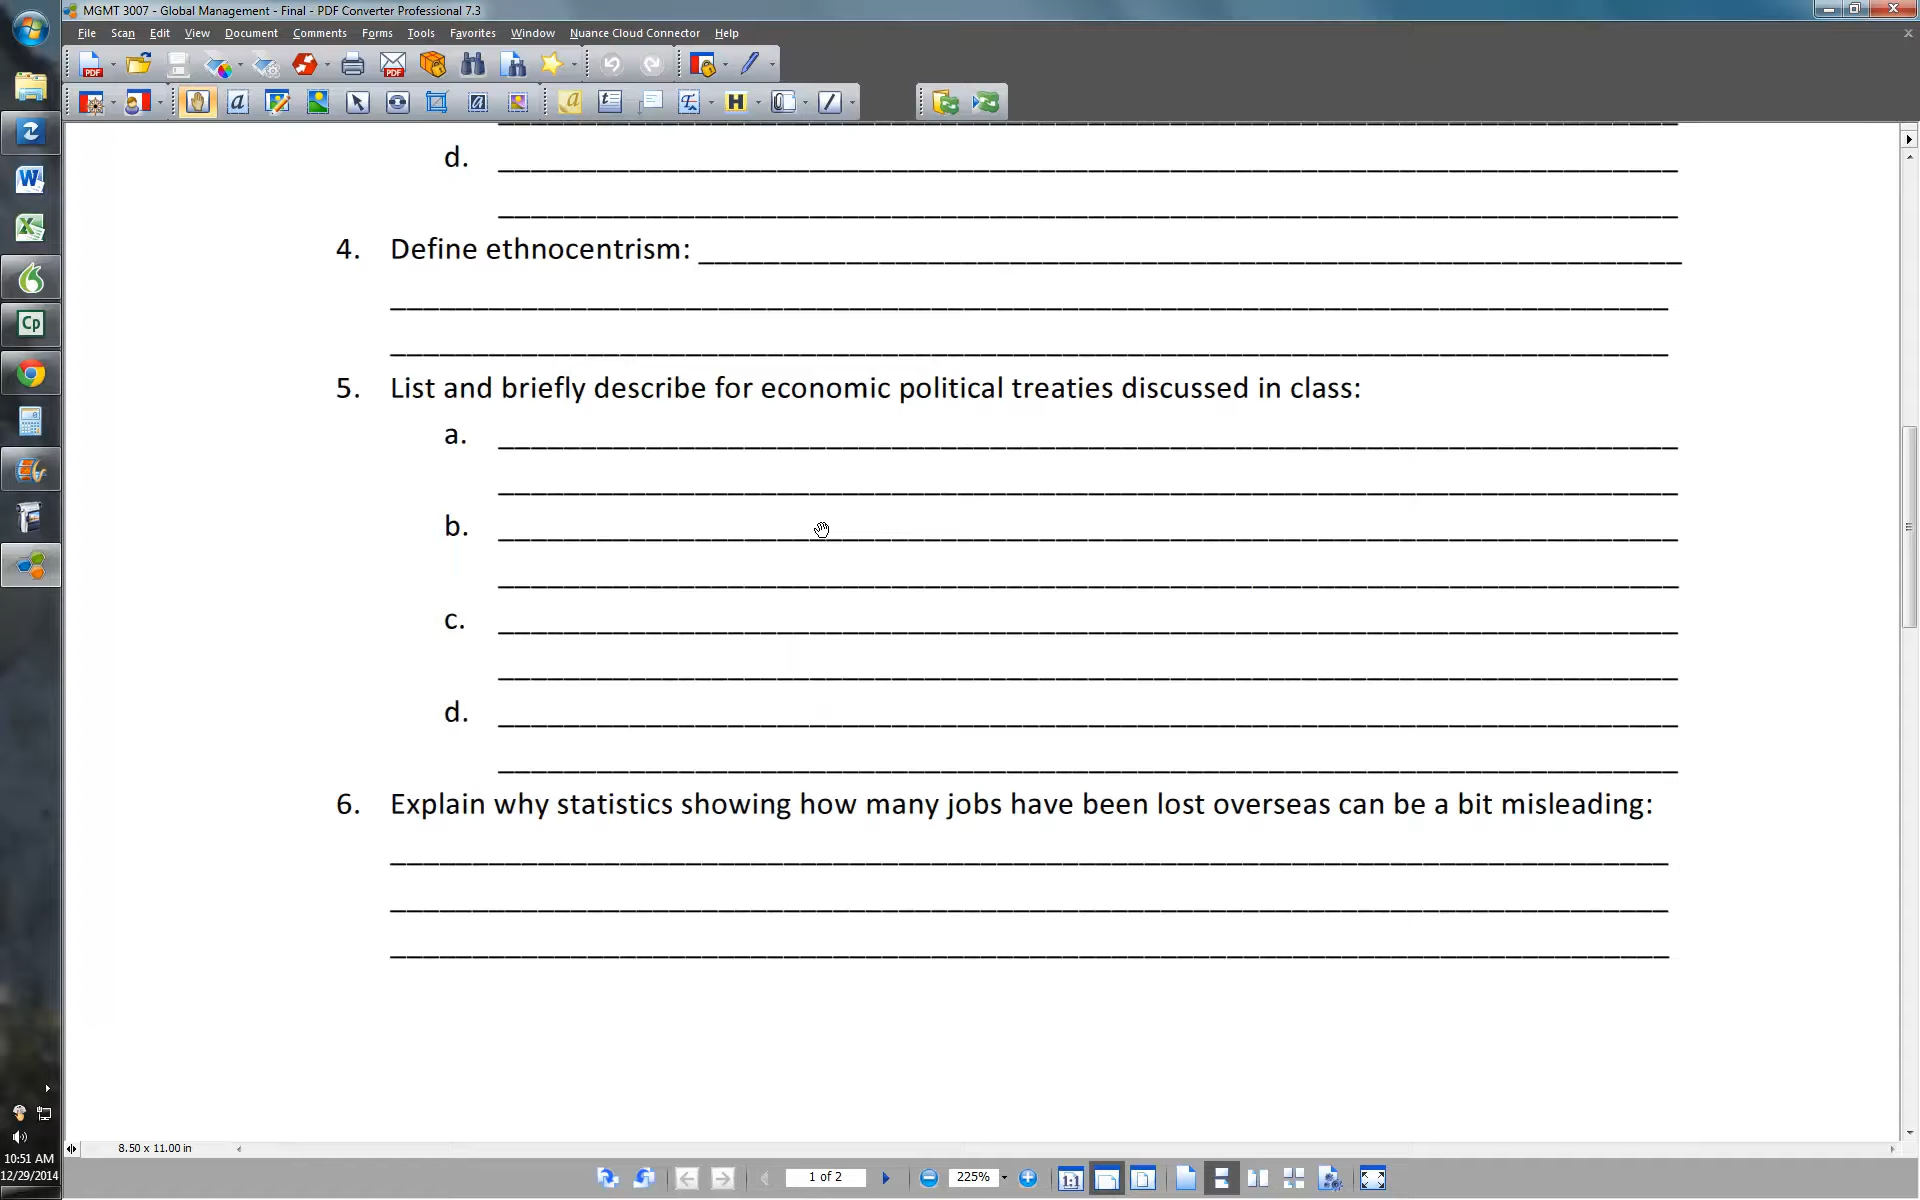 MGMT 3007 - Global Management - Final - PDF Converter Professional 7.3
File Scan Edit View Document Comments Forms Tools Favorites Window Nuance Cloud Connector Help
d.
4. Define ethnocentrism:
5. List and briefly describe for economic political treaties discussed in class:
a.
b.
c.
d.
6. Explain why statistics showing how many jobs have been lost overseas can be a bit misleading:
10:51 AM
12/29/2014
8.50 x 11.00 in
1 of 2
225%
1:1